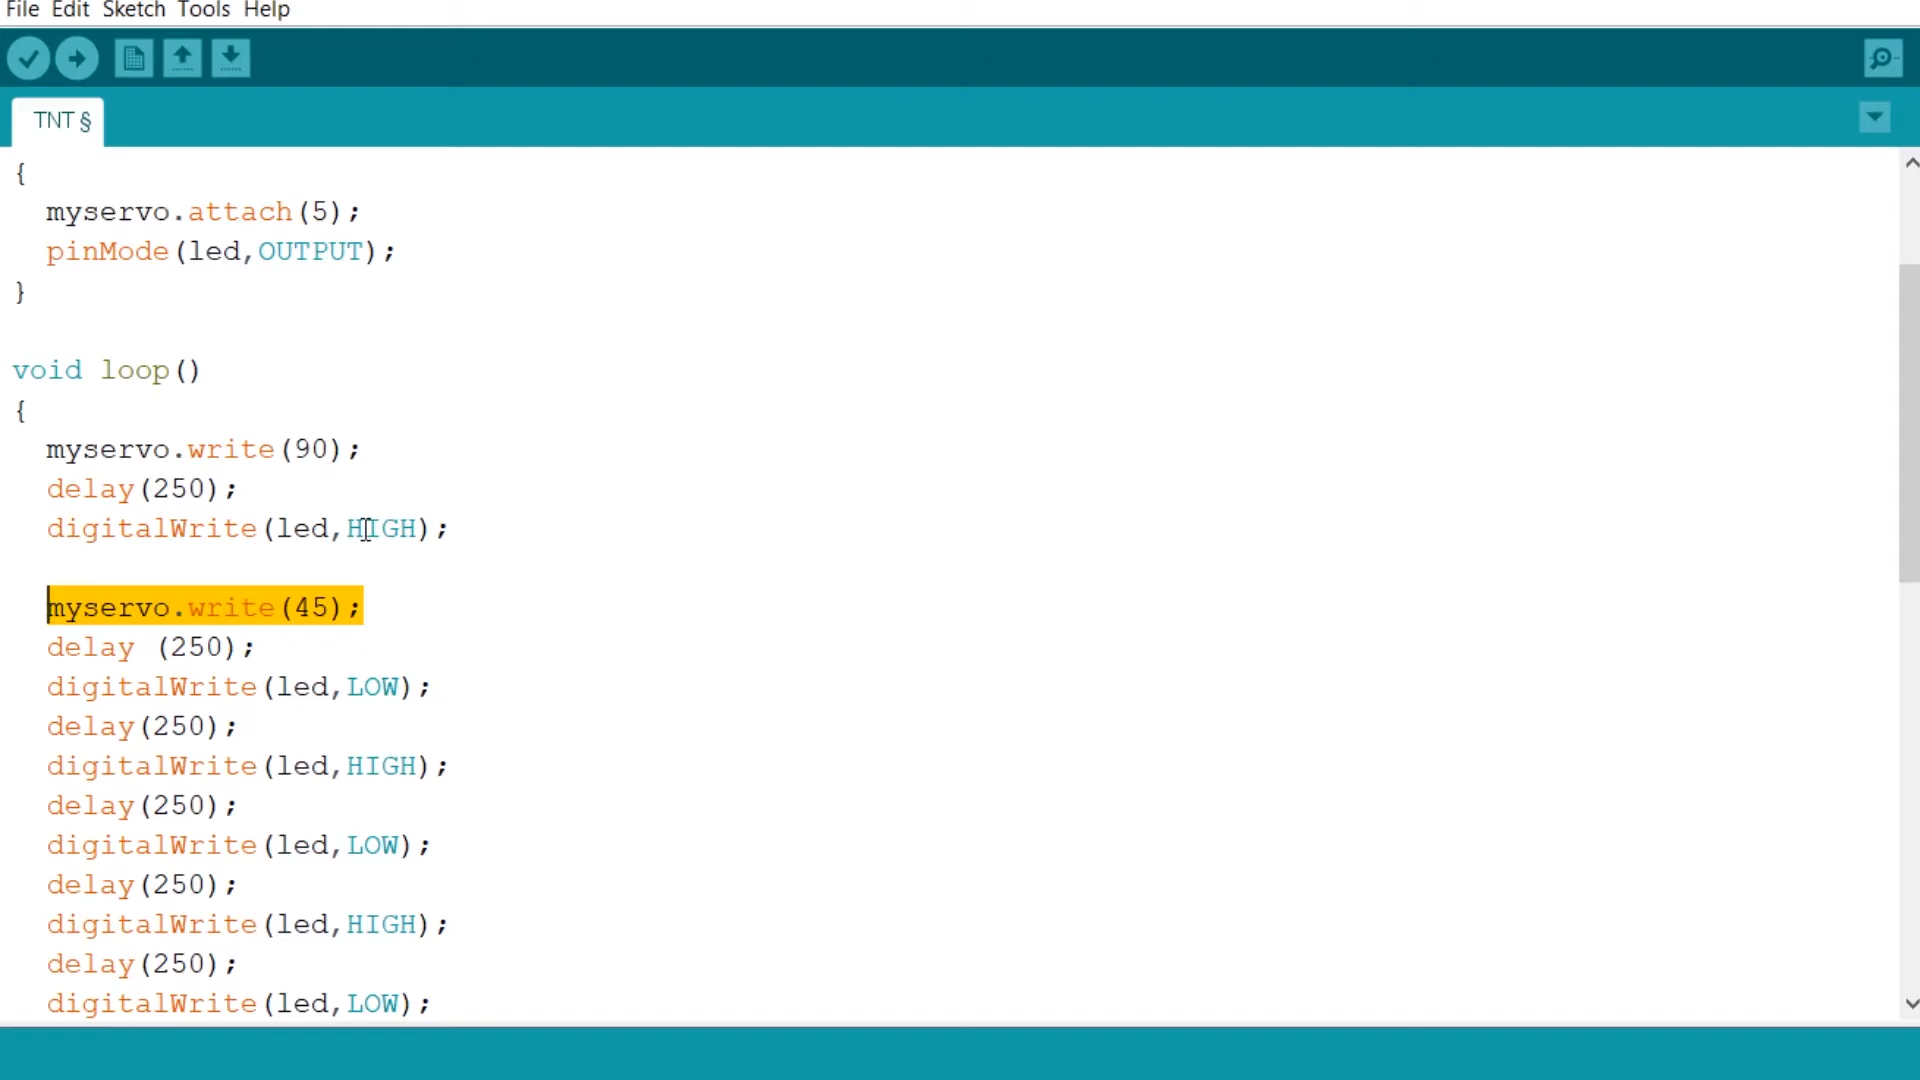 File Edit Sketch Tools Help
TNT §
{
myservo.attach(5);
pinMode(led,OUTPUT);
}
void loop()
{
myservo.write(90);
delay(250);
digitalWrite(led,HIGH);
myservo.write(45);
delay (250);
digitalWrite(led,LOW);
delay(250);
digitalWrite(led,HIGH);
delay(250);
digitalWrite(led,LOW);
delay(250);
digitalWrite(led,HIGH);
delay(250);
digitalWrite(led,LOW);